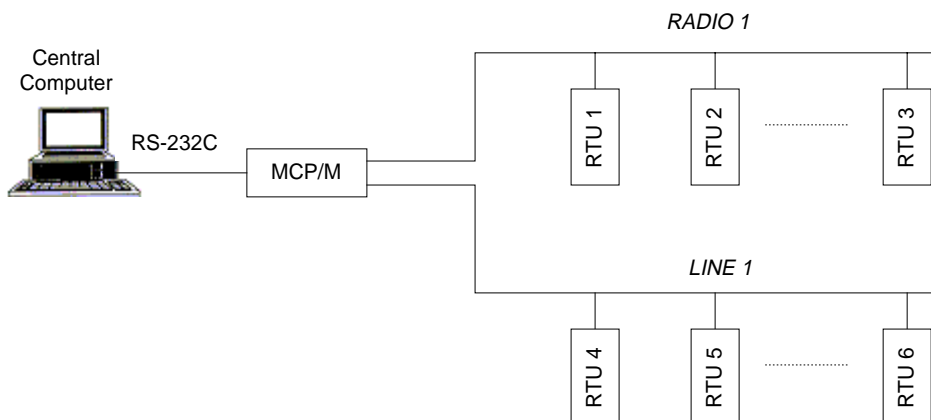 RADIO 1
Central
Computer
RS-232C
MCP/M
RTU 1
RTU 2
RTU 3
LINE 1
RTU 4
RTU 5
RTU 6